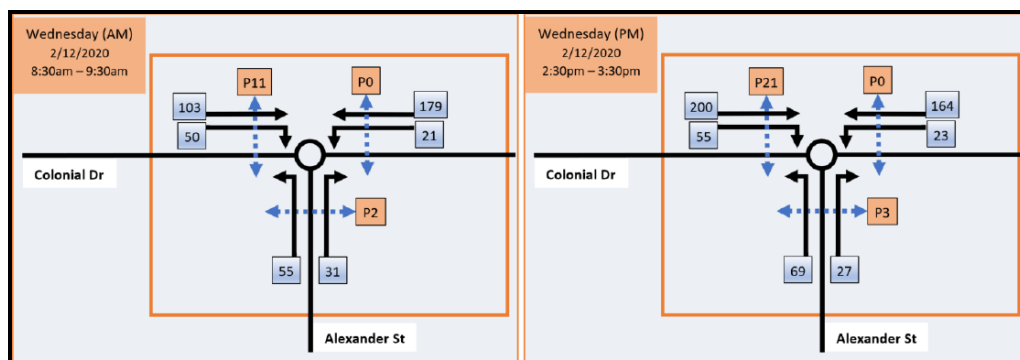 Wednesday (AM)
2/12/2020
8:30am – 9:30am
P11
P0
103
179
50
21
Colonial Dr
P2
55
31
Alexander St
Wednesday (PM)
2/12/2020
2:30pm – 3:30pm
P21
P0
200
164
55
23
Colonial Dr
P3
69
27
Alexander St